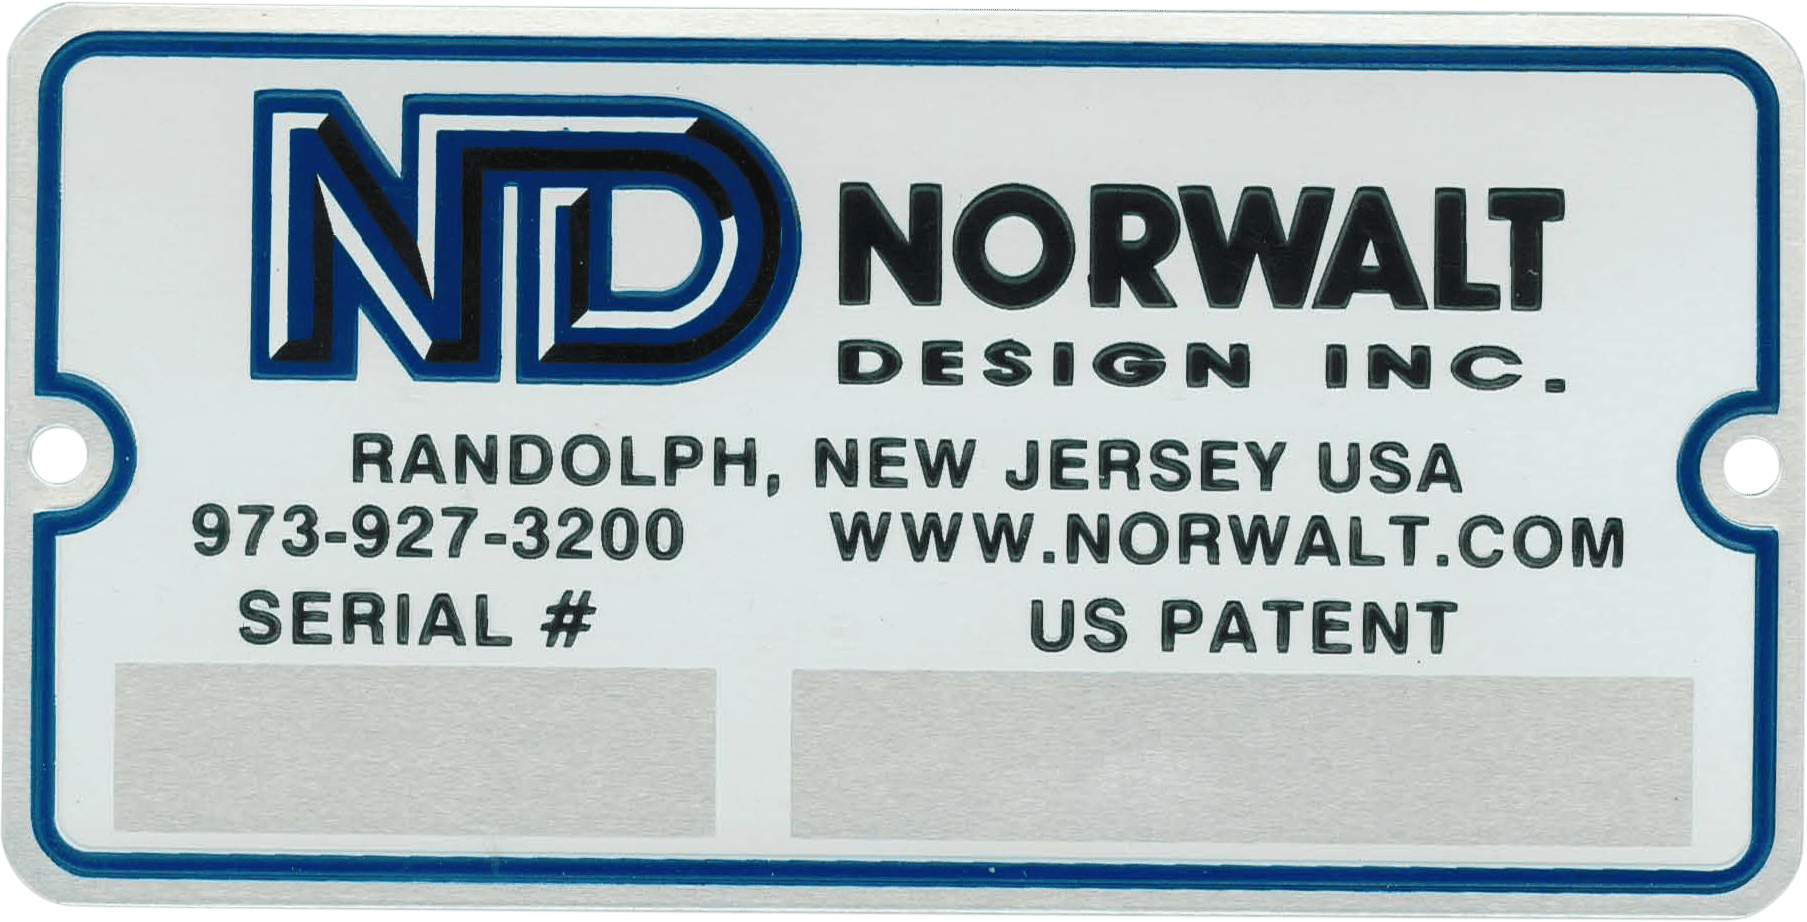 ND NORWALT
DESIGN INC.
RANDOLPH, NEW JERSEY USA
973-927-3200 WWW.NORWALT.COM
SERIAL # US PATENT